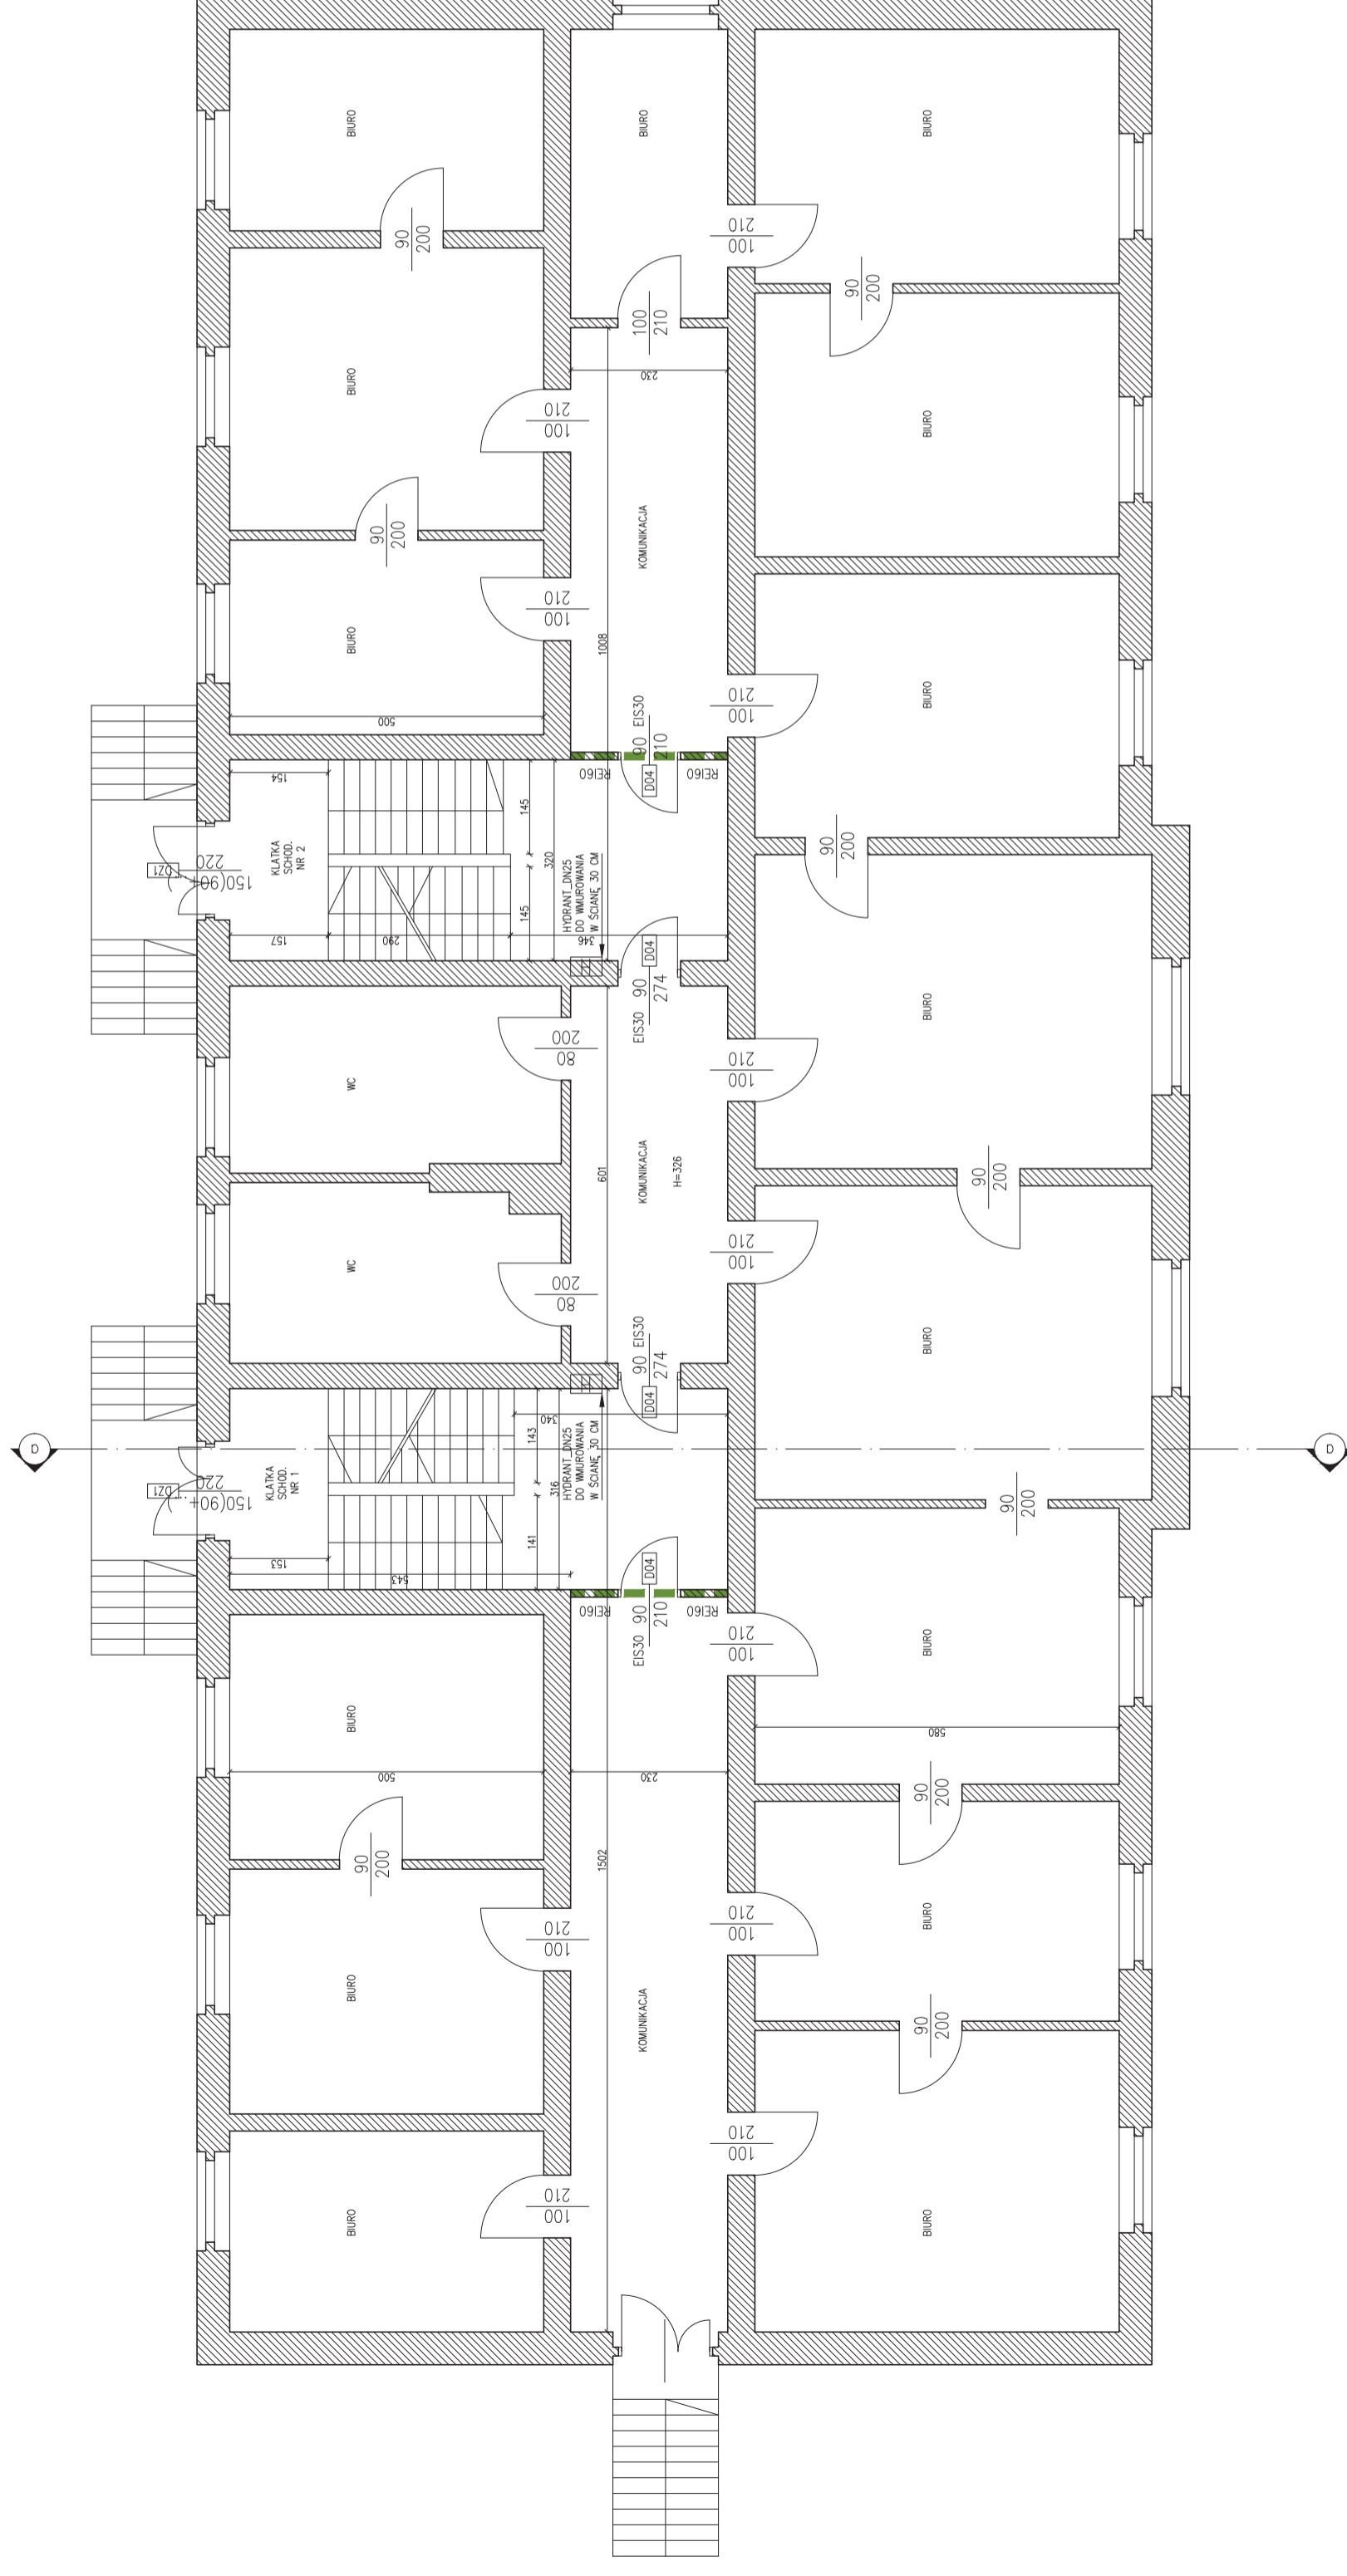 BIURO
BIURO
BIURO
90
200
210
100
90
200
100
210
230
BIURO
210
100
BIURO
90
200
KOMUNIKACJA
210
100
BIURO
1008
BIURO
210
100
500
90 EIS30
210
REI60
D04
REI60
154
145
320
145
KLATKA
SCHOD.
NR 2
DZ1
220
150(90+...)
157
290
346
HYDRANT_DN25
DO WMUROWANIA
W ŚCIANĘ 30 CM
H
D04
EIS30 90
274
90
200
BIURO
200
80
WC
210
100
601
KOMUNIKACJA
H=326
90
200
WC
210
100
200
80
BIURO
90 EIS30
274
D04
H
340
143
316
141
HYDRANT_DN25
DO WMUROWANIA
W ŚCIANĘ 30 CM
a
a
KLATKA
SCHOD.
NR 1
DZ1
220
150(90+...)
153
543
90
200
D04
EIS30 90
210
REI60
REI60
210
100
BIURO
BIURO
580
500
230
90
200
1502
90
200
BIURO
210
100
210
100
BIURO
90
200
KOMUNIKACJA
210
100
210
100
BIURO
BIURO